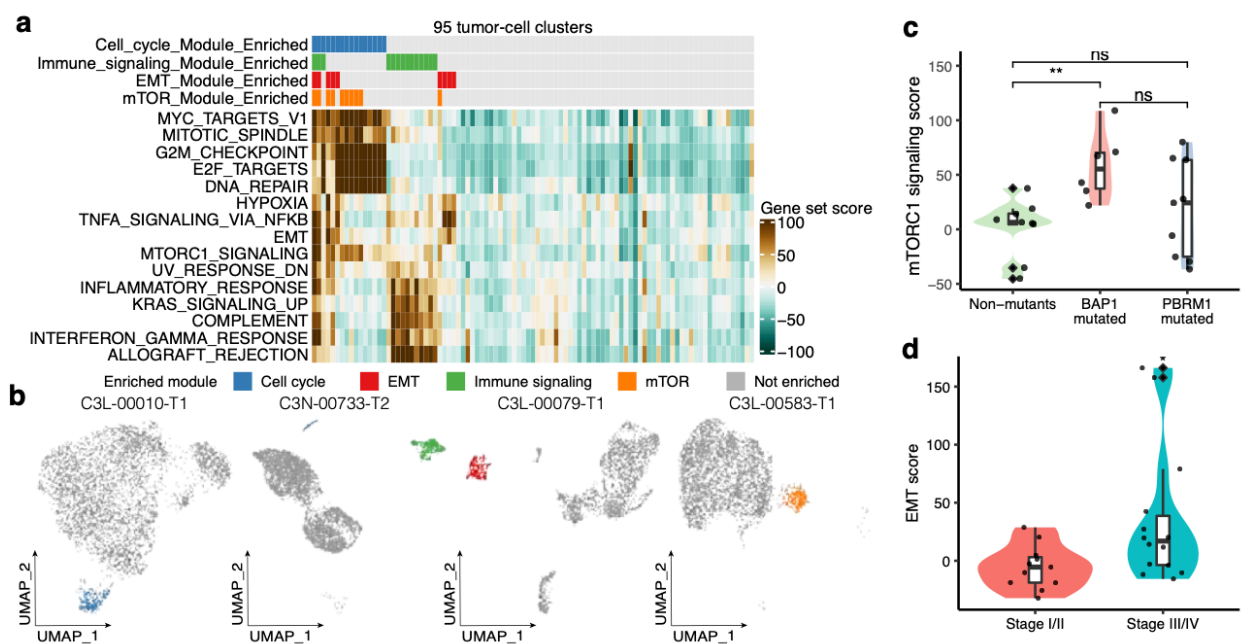 a
95 tumor-cell clusters
Cell_cycle_Module_Enriched
Immune_signaling_Module_Enriched
EMT_Module_Enriched
mTOR_Module_Enriched
MYC_TARGETS_V1
MITOTIC_SPINDLE
G2M_CHECKPOINT
E2F_TARGETS
DNA_REPAIR
HYPOXIA
TNFA_SIGNALING_VIA_NFKB
EMT
MTORC1_SIGNALING
UV_RESPONSE_DN
INFLAMMATORY_RESPONSE
KRAS_SIGNALING_UP
COMPLEMENT
INTERFERON_GAMMA_RESPONSE
ALLOGRAFT_REJECTION
Gene set score
100
50
0
−50
−100
Enriched module
Cell cycle
EMT
Immune signaling
mTOR
Not enriched
b
C3L-00010-T1
C3N-00733-T2
C3L-00079-T1
C3L-00583-T1
UMAP_2
UMAP_1
UMAP_2
UMAP_1
UMAP_2
UMAP_1
UMAP_2
UMAP_1
c
mTORC1 signaling score
150
100
50
0
−50
ns
**
ns
Non−mutants
BAP1
mutated
PBRM1
mutated
d
EMT score
150
100
50
0
*
Stage I/II
Stage III/IV